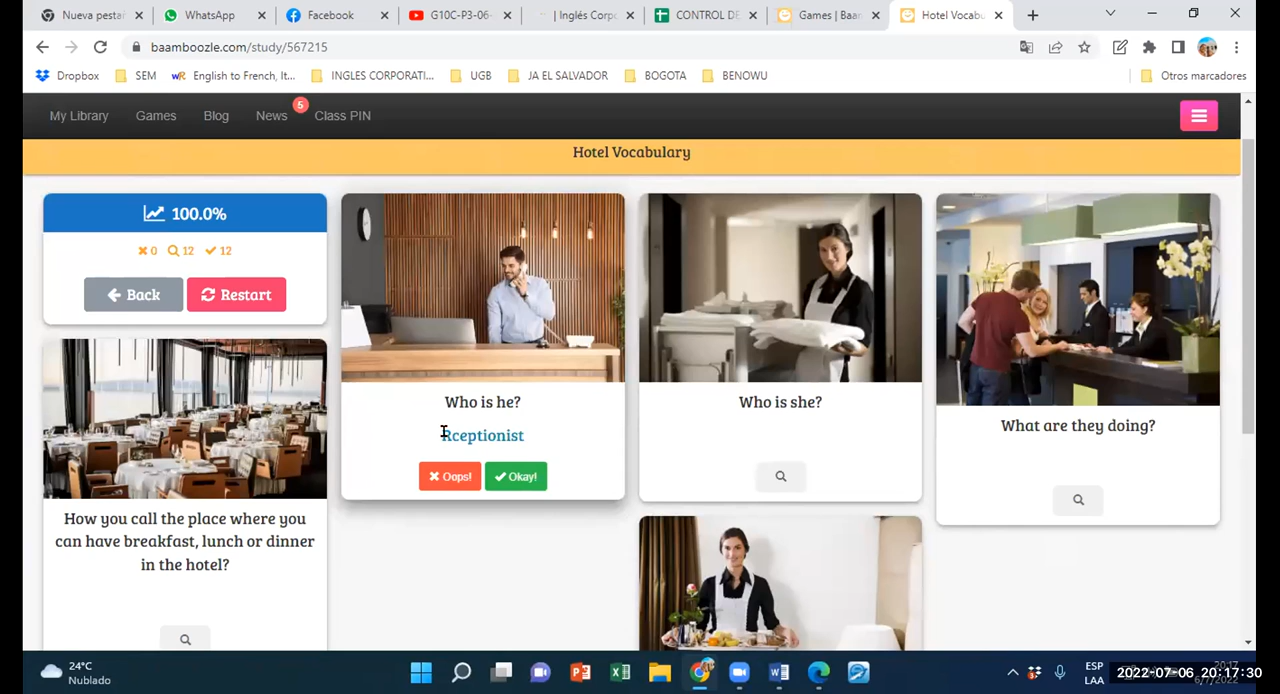 Nueva pesta
WhatsApp
Facebook
G10C-P3-06-
| Inglés Corpo
CONTROL DE
Games | Baam
Hotel Vocabu
baamboozle.com/study/567215
Dropbox
SEM
English to French, It...
INGLES CORPORATI...
UGB
JA EL SALVADOR
BOGOTA
BENOWU
Otros marcadores
My Library
Games
Blog
News
5
Class PIN
Hotel Vocabulary
100.0%
0
12
12
Back
Restart
How you call the place where you
can have breakfast, lunch or dinner
in the hotel?
Who is he?
Rceptionist
Oops!
Okay!
Who is she?
What are they doing?
24°C
Nublado
ESP
LAA
2022-07-06 20:17:30